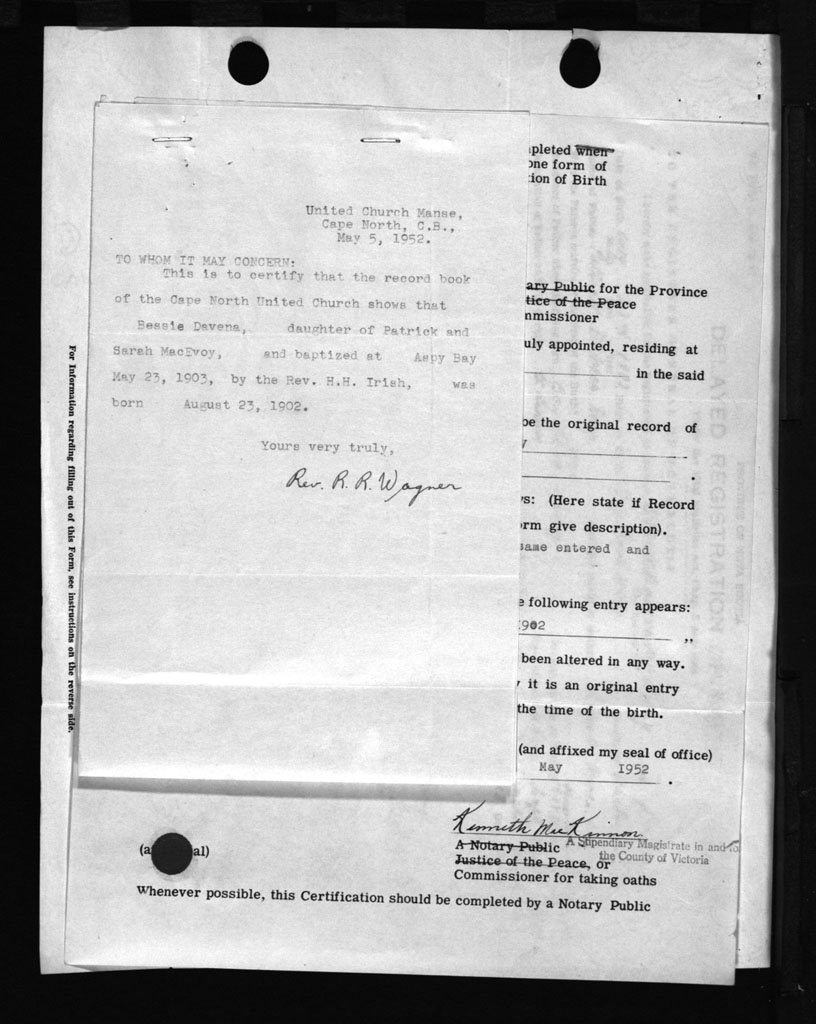 United Church Manse,
Cape North, C.B.,
May 5, 1952.
TO WHOM IT MAY CONCERN:
This is to certify that the record book
of the Cape North United Church shows that
Bessie Davena, daughter of Patrick and
Sarah MacEvoy, and baptized at Aspy Bay
May 23, 1903, by the Rev. H.H. Irish, was
born August 23, 1902.
Yours very truly,
Rev. R. R. Wagner
pleted when
one form of
tion of Birth
ary Public for the Province
tice of the Peace
mmissioner
uly appointed, residing at
in the said
be the original record of
s: (Here state if Record
orm give description).
same entered and
e following entry appears:
1902 ,,
been altered in any way.
it is an original entry
the time of the birth.
(and affixed my seal of office)
May 1952 .
Kenneth MacKinnon
A Notary Public A Stipendiary Magistrate in and fo
Justice of the Peace, or the County of Victoria
Commissioner for taking oaths
(a al)
Whenever possible, this Certification should be completed by a Notary Public
For Information regarding filling out of this Form, see instructions on the reverse side.
DELAYED REGISTRATION